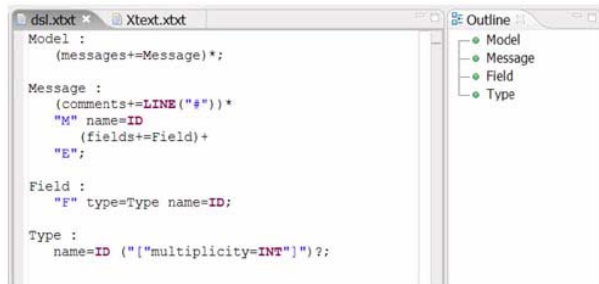 dsl.xtxt
Xtext.xtxt
Model :
(messages+=Message)*;
Message :
(comments+=LINE("#"))*
"M" name=ID
(fields+=Field)+
"E";
Field :
"F" type=Type name=ID;
Type :
name=ID ("["multiplicity=INT"]")?;
Outline
Model
Message
Field
Type